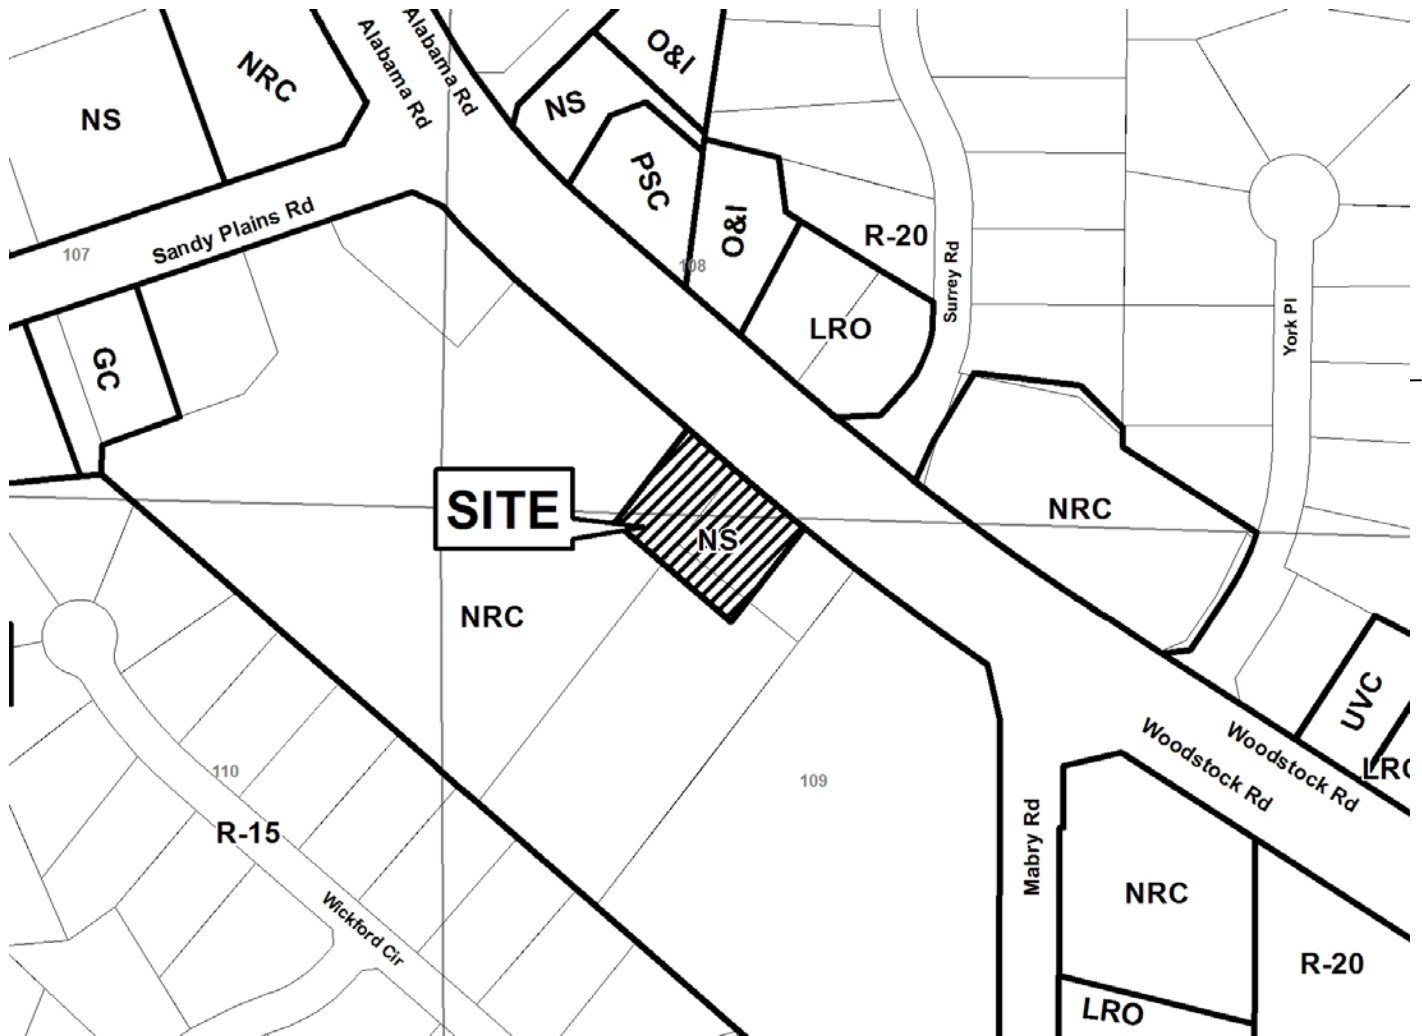 Alabama Rd
Alabama Rd
O&I
NRC
NS
NS
PSC
Sandy Plains Rd
107
108
O&I
R-20
Surrey Rd
York Pl
LRO
GC
SITE
NS
NRC
NRC
UVC
Woodstock Rd
Woodstock Rd
110
109
R-15
Mabry Rd
NRC
Wickford Cir
R-20
LRO